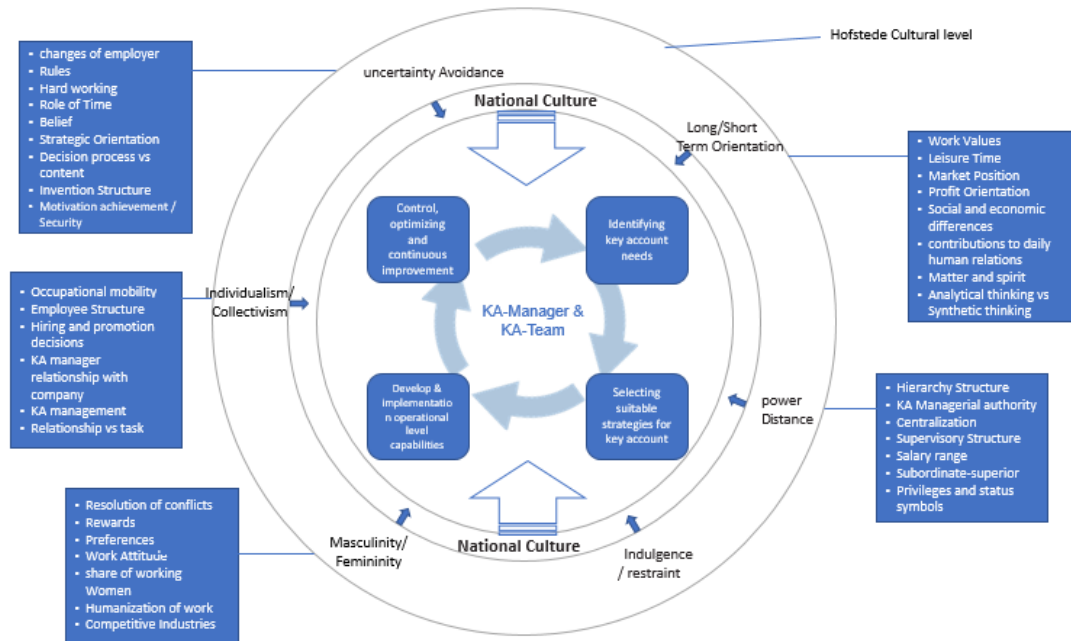 Hofstede Cultural level
changes of employer
Rules
Hard working
Role of Time
Belief
Strategic Orientation
Decision process vs
content
Invention Structure
Motivation achievement /
Security
uncertainty Avoidance
National Culture
Long/Short
Term Orientation
Work Values
Leisure Time
Market Position
Profit Orientation
Social and economic
differences
contributions to daily
human relations
Matter and spirit
Analytical thinking vs
Synthetic thinking
Control,
optimizing
and
continuous
improvement
Identifying
key account
needs
Occupational mobility
Employee Structure
Hiring and promotion
decisions
KA manager
relationship with
company
KA management
Relationship vs task
Individualism/
Collectivism
KA-Manager &
KA-Team
Develop &
implementatio
n operational
level
capabilities
Selecting
suitable
strategies for
key account
power
Distance
Hierarchy Structure
KA Managerial authority
Centralization
Supervisory Structure
Salary range
Subordinate-superior
Privileges and status
symbols
Resolution of conflicts
Rewards
Preferences
Work Attitude
share of working
Women
Humanization of work
Competitive Industries
Masculinity/
Femininity
National Culture
Indulgence
/ restraint